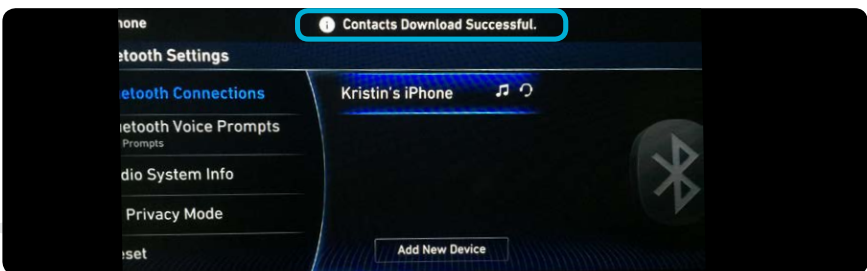 hone
Contacts Download Successful.
etooth Settings
etooth Connections
Kristin's iPhone
etooth Voice Prompts
Prompts
dio System Info
Privacy Mode
set
Add New Device